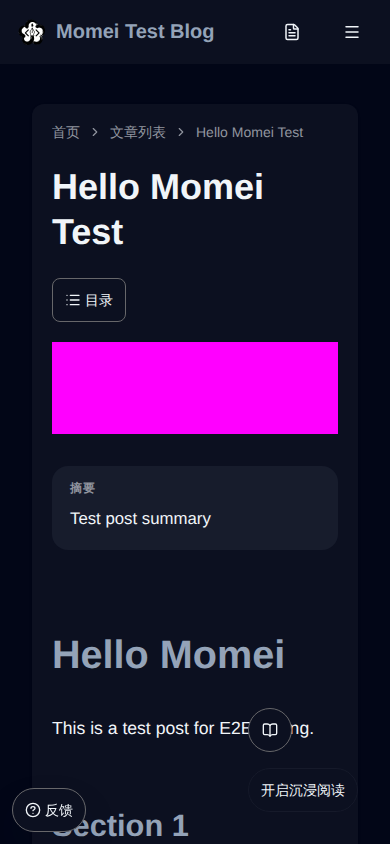 Momei Test Blog
首页 > 文章列表 > Hello Momei Test
Hello Momei
Test
目录
摘要
Test post summary
Hello Momei
This is a test post for E2E ng.
开启沉浸阅读
反馈
Section 1